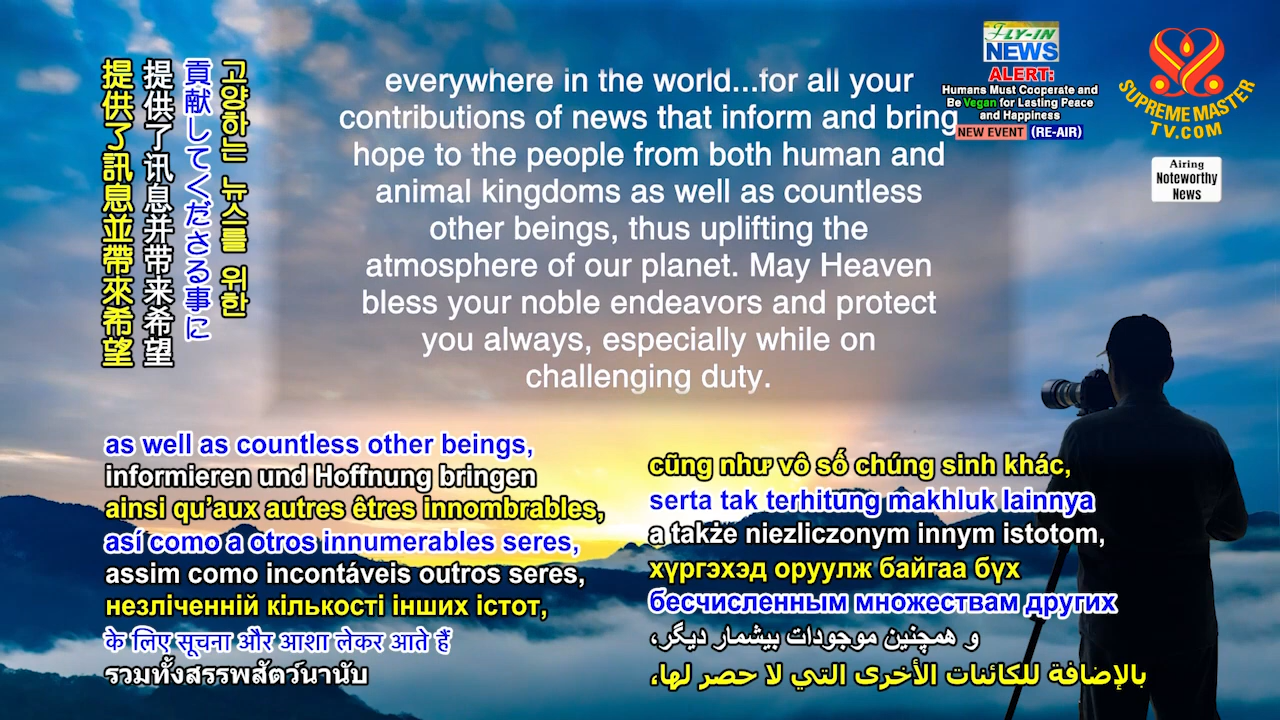 everywhere in the world...for all your
contributions of news that inform and bring
hope to the people from both human and
animal kingdoms as well as countless
other beings, thus uplifting the
atmosphere of our planet. May Heaven
bless your noble endeavors and protect
you always, especially while on
challenging duty.
FLY-IN
NEWS
ALERT:
Humans Must Cooperate and
Be Vegan for Lasting Peace
and Happiness
NEW EVENT (RE-AIR)
SUPREME MASTER
TV.COM
Airing
Noteworthy
News
고양하는 뉴스를 위한
貢献してくださる事に
提供了讯息并带来希望
提供了訊息並帶來希望
as well as countless other beings,
informieren und Hoffnung bringen
ainsi qu’aux autres êtres innombrables,
así como a otros innumerables seres,
assim como incontáveis outros seres,
незліченній кількості інших істот,
के लिए सूचना और आशा लेकर आते हैं
รวมทั้งสรรพสัตว์นานับ
cũng như vô số chúng sinh khác,
serta tak terhitung makhluk lainnya
a także niezliczonym innym istotom,
хүргэхэд оруулж байгаа бүх
бесчисленным множествам других
و همچنین موجودات بیشمار دیگر،
بالإضافة للكائنات الأخرى التي لا حصر لها،